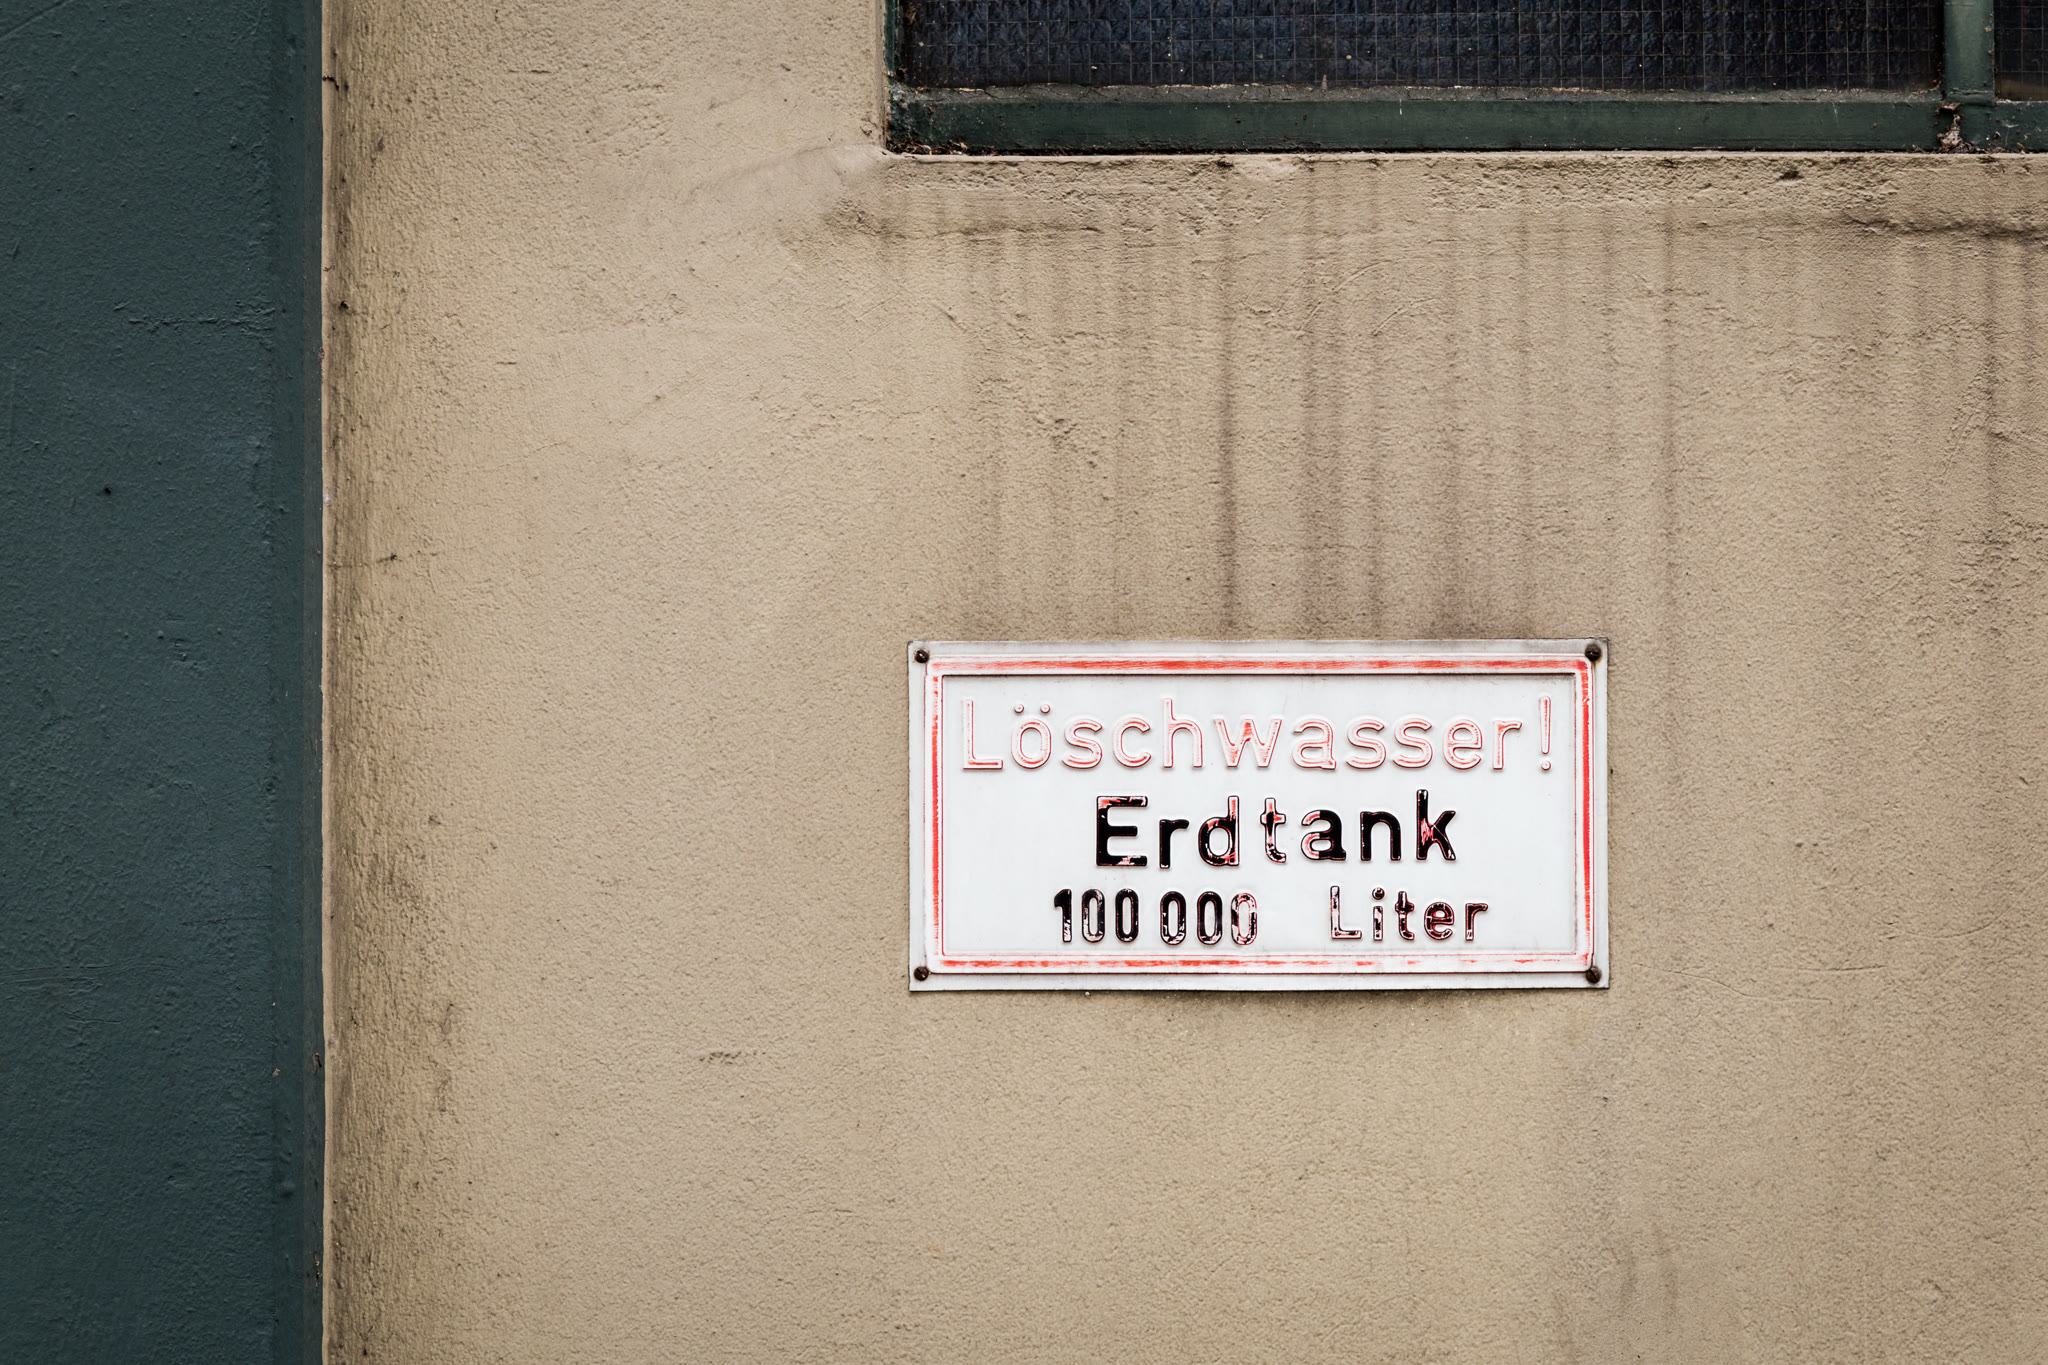 Löschwasser!
Erdtank
100 000 Liter